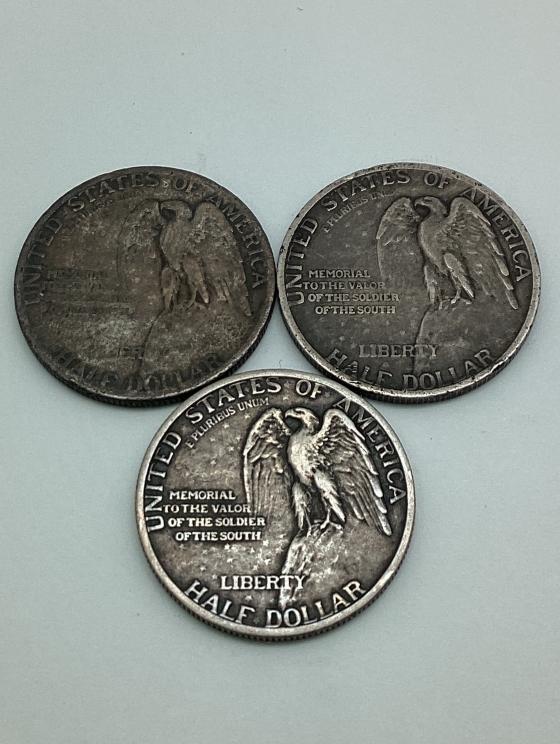 UNITED STATES OF AMERICA
MEMORIAL
HALF DOLLAR
UNITED STATES OF AMERICA
E PLURIBUS UNUM
MEMORIAL
TO THE VALOR
OF THE SOLDIER
OF THE SOUTH
LIBERTY
HALF DOLLAR
UNITED STATES OF AMERICA
E PLURIBUS UNUM
MEMORIAL
TO THE VALOR
OF THE SOLDIER
OF THE SOUTH
LIBERTY
HALF DOLLAR